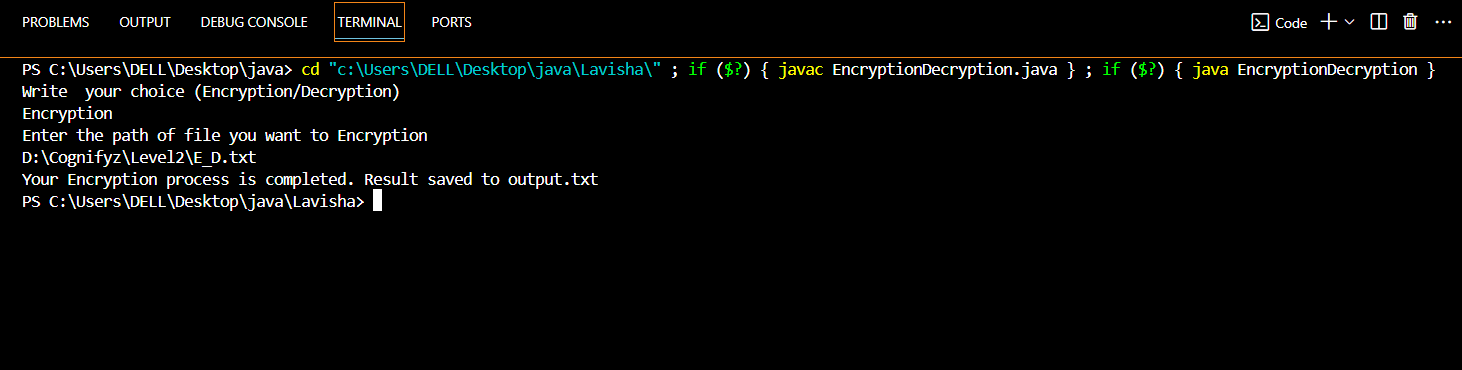 PROBLEMS OUTPUT DEBUG CONSOLE TERMINAL PORTS Code
PS C:\Users\DELL\Desktop\java> cd "c:\Users\DELL\Desktop\java\Lavisha\" ; if ($?) { javac EncryptionDecryption.java } ; if ($?) { java EncryptionDecryption }
Write  your choice (Encryption/Decryption)
Encryption
Enter the path of file you want to Encryption
D:\Cognifyz\Level2\E_D.txt
Your Encryption process is completed. Result saved to output.txt
PS C:\Users\DELL\Desktop\java\Lavisha>